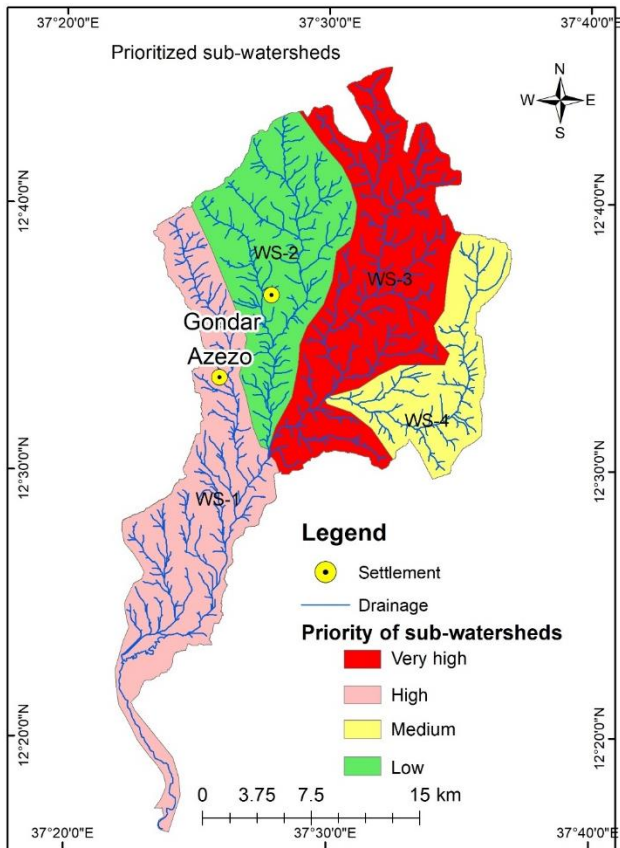 37°20'0"E 37°30'0"E 37°40'0"E
Prioritized sub-watersheds
N
W E
S
12°40'0"N 12°40'0"N
WS-2
WS-3
Gondar
Azezo
WS-4
12°30'0"N 12°30'0"N
WS-1
Legend
Settlement
Drainage
Priority of sub-watersheds
Very high
High
Medium
Low
12°20'0"N 12°20'0"N
0 3.75 7.5 15 km
37°20'0"E 37°30'0"E 37°40'0"E